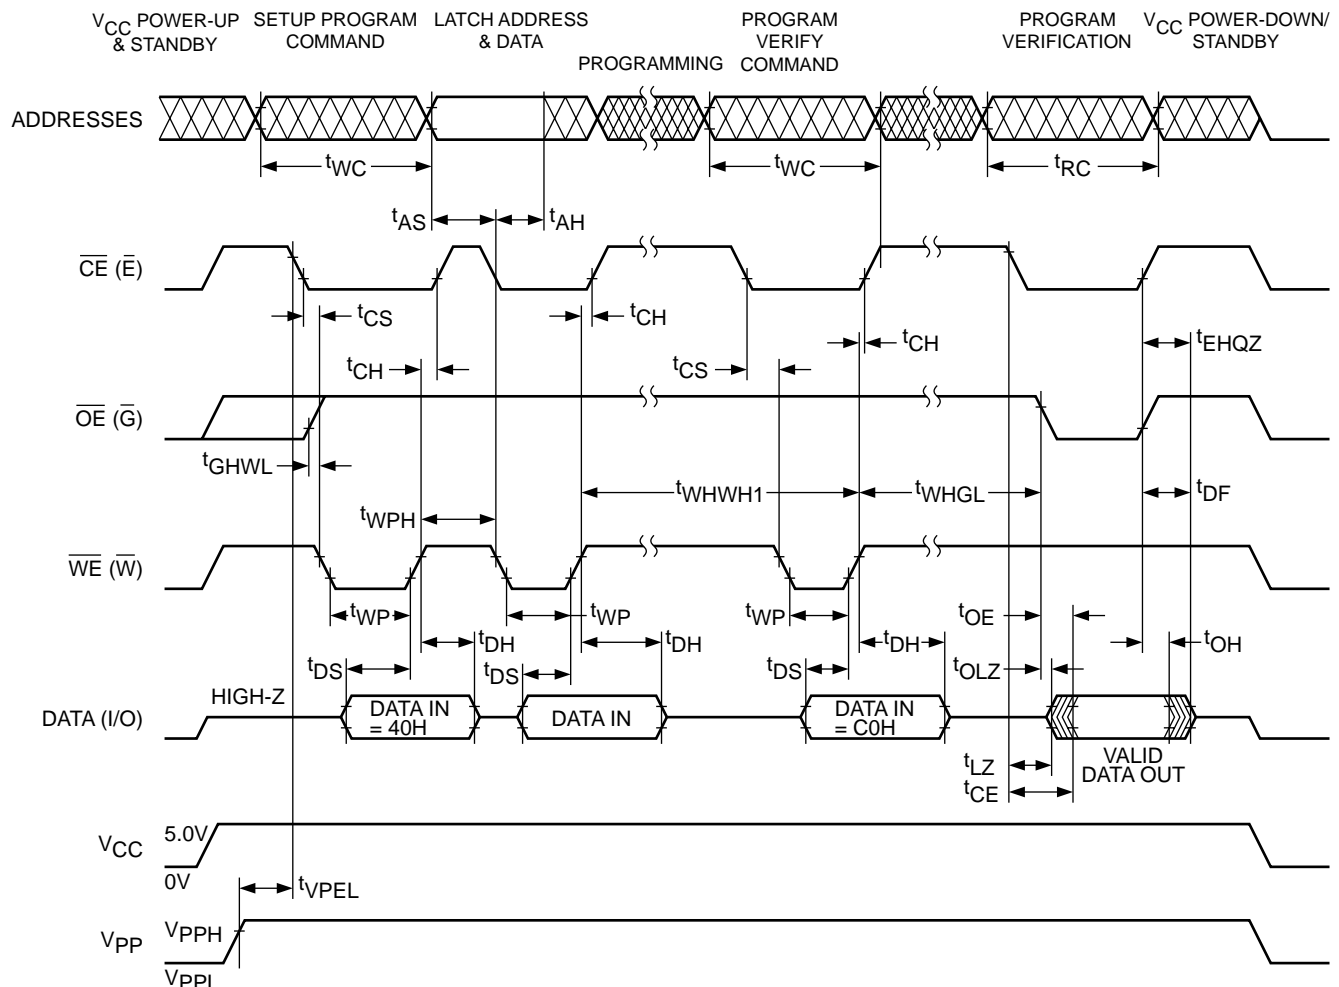 VCC POWER-UP
& STANDBY
SETUP PROGRAM
COMMAND
LATCH ADDRESS
& DATA
PROGRAMMING
PROGRAM
VERIFY
COMMAND
PROGRAM
VERIFICATION
VCC POWER-DOWN/
STANDBY
ADDRESSES
tWC
tWC
tRC
tAS
tAH
CE (E)
tCS
tCH
tCH
tCS
tCH
tEHQZ
OE (G)
tGHWL
tWPH
tWHWH1
tWHGL
tDF
WE (W)
tWP
tWP
tWP
tOE
tDH
tDH
tDH
tOH
tDS
tDS
tDS
tOLZ
DATA (I/O)
HIGH-Z
DATA IN
= 40H
DATA IN
DATA IN
= C0H
VALID
DATA OUT
tLZ
tCE
VCC
5.0V
0V
tVPEL
VPP
VPPH
VPPL